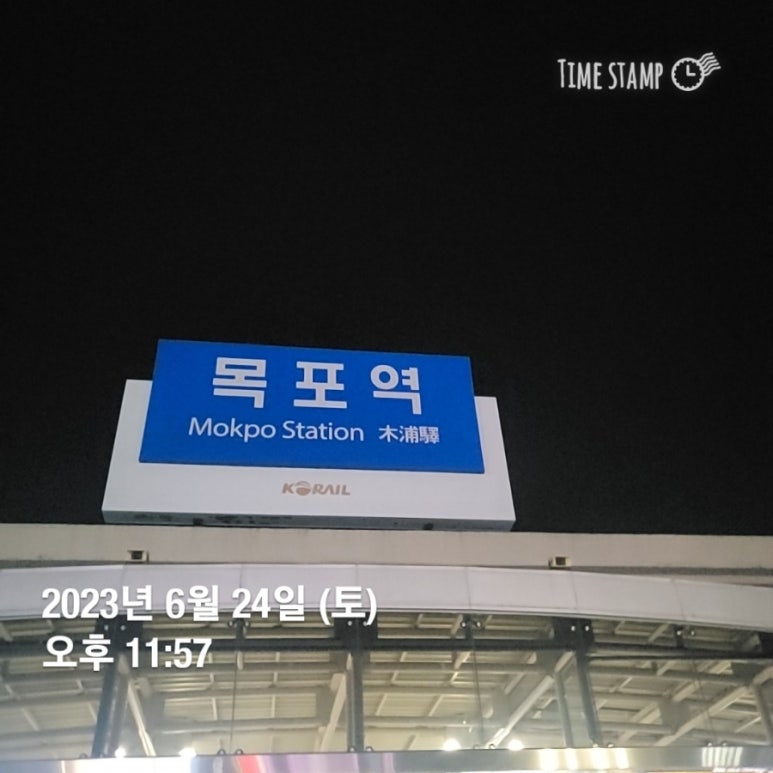 TIME STAMP
목포역
Mokpo Station 木浦驛
KORAIL
2023년 6월 24일 (토)
오후 11:57